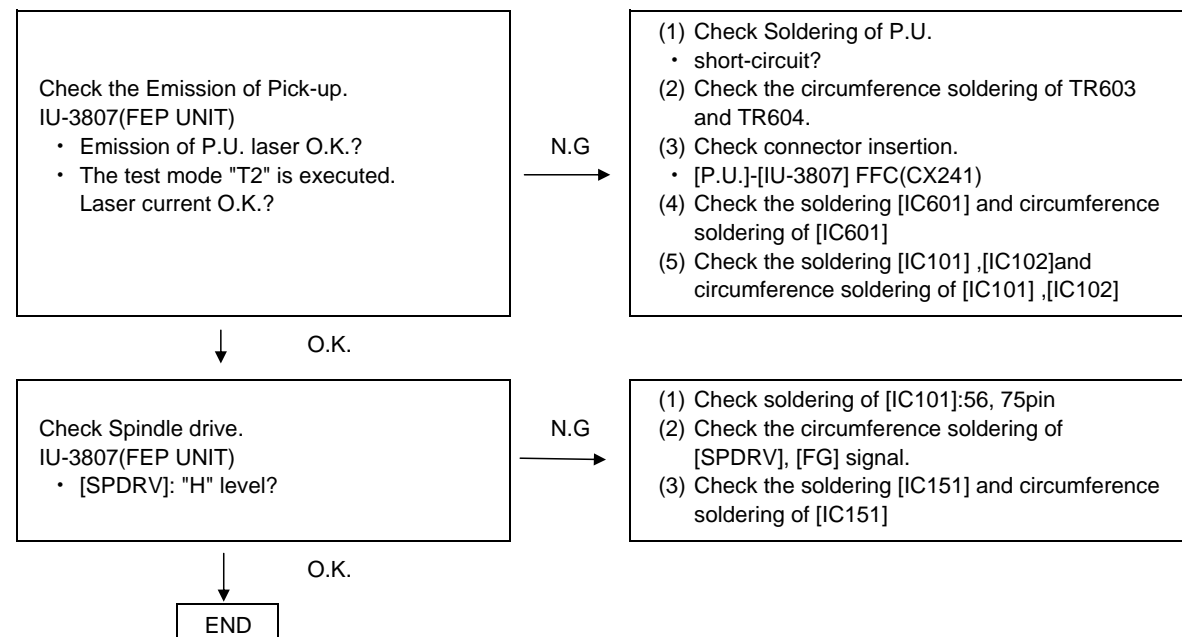 Check the Emission of Pick-up.
IU-3807(FEP UNIT)
・ Emission of P.U. laser O.K.?
・ The test mode "T2" is executed.
Laser current O.K.?
N.G
(1) Check Soldering of P.U.
・ short-circuit?
(2) Check the circumference soldering of TR603
and TR604.
(3) Check connector insertion.
・ [P.U.]-[IU-3807] FFC(CX241)
(4) Check the soldering [IC601] and circumference
soldering of [IC601]
(5) Check the soldering [IC101] ,[IC102]and
circumference soldering of [IC101] ,[IC102]
O.K.
Check Spindle drive.
IU-3807(FEP UNIT)
・ [SPDRV]: "H" level?
N.G
(1) Check soldering of [IC101]:56, 75pin
(2) Check the circumference soldering of
[SPDRV], [FG] signal.
(3) Check the soldering [IC151] and circumference
soldering of [IC151]
O.K.
END